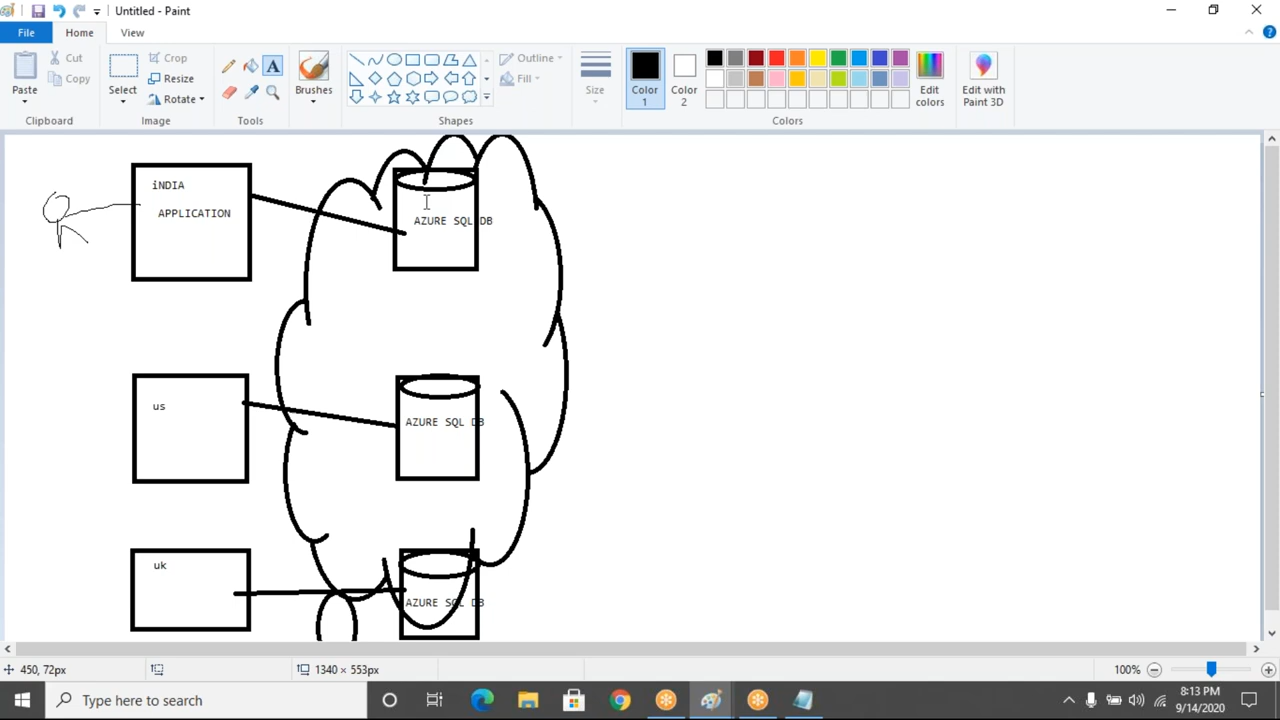 Untitled - Paint
File
Home
View
Paste
Cut
Copy
Clipboard
Select
Resize
Rotate
Image
A
Tools
Brushes
Outline
Fill
Shapes
Size
Color
1
Color
2
Edit
colors
Edit with
Paint 3D
Colors
iNDIA
APPLICATION
AZURE SQL DB
us
AZURE SQL DB
uk
AZURE SQL DB
450, 72px
1340 × 553px
100%
Type here to search
8:13 PM
9/14/2020